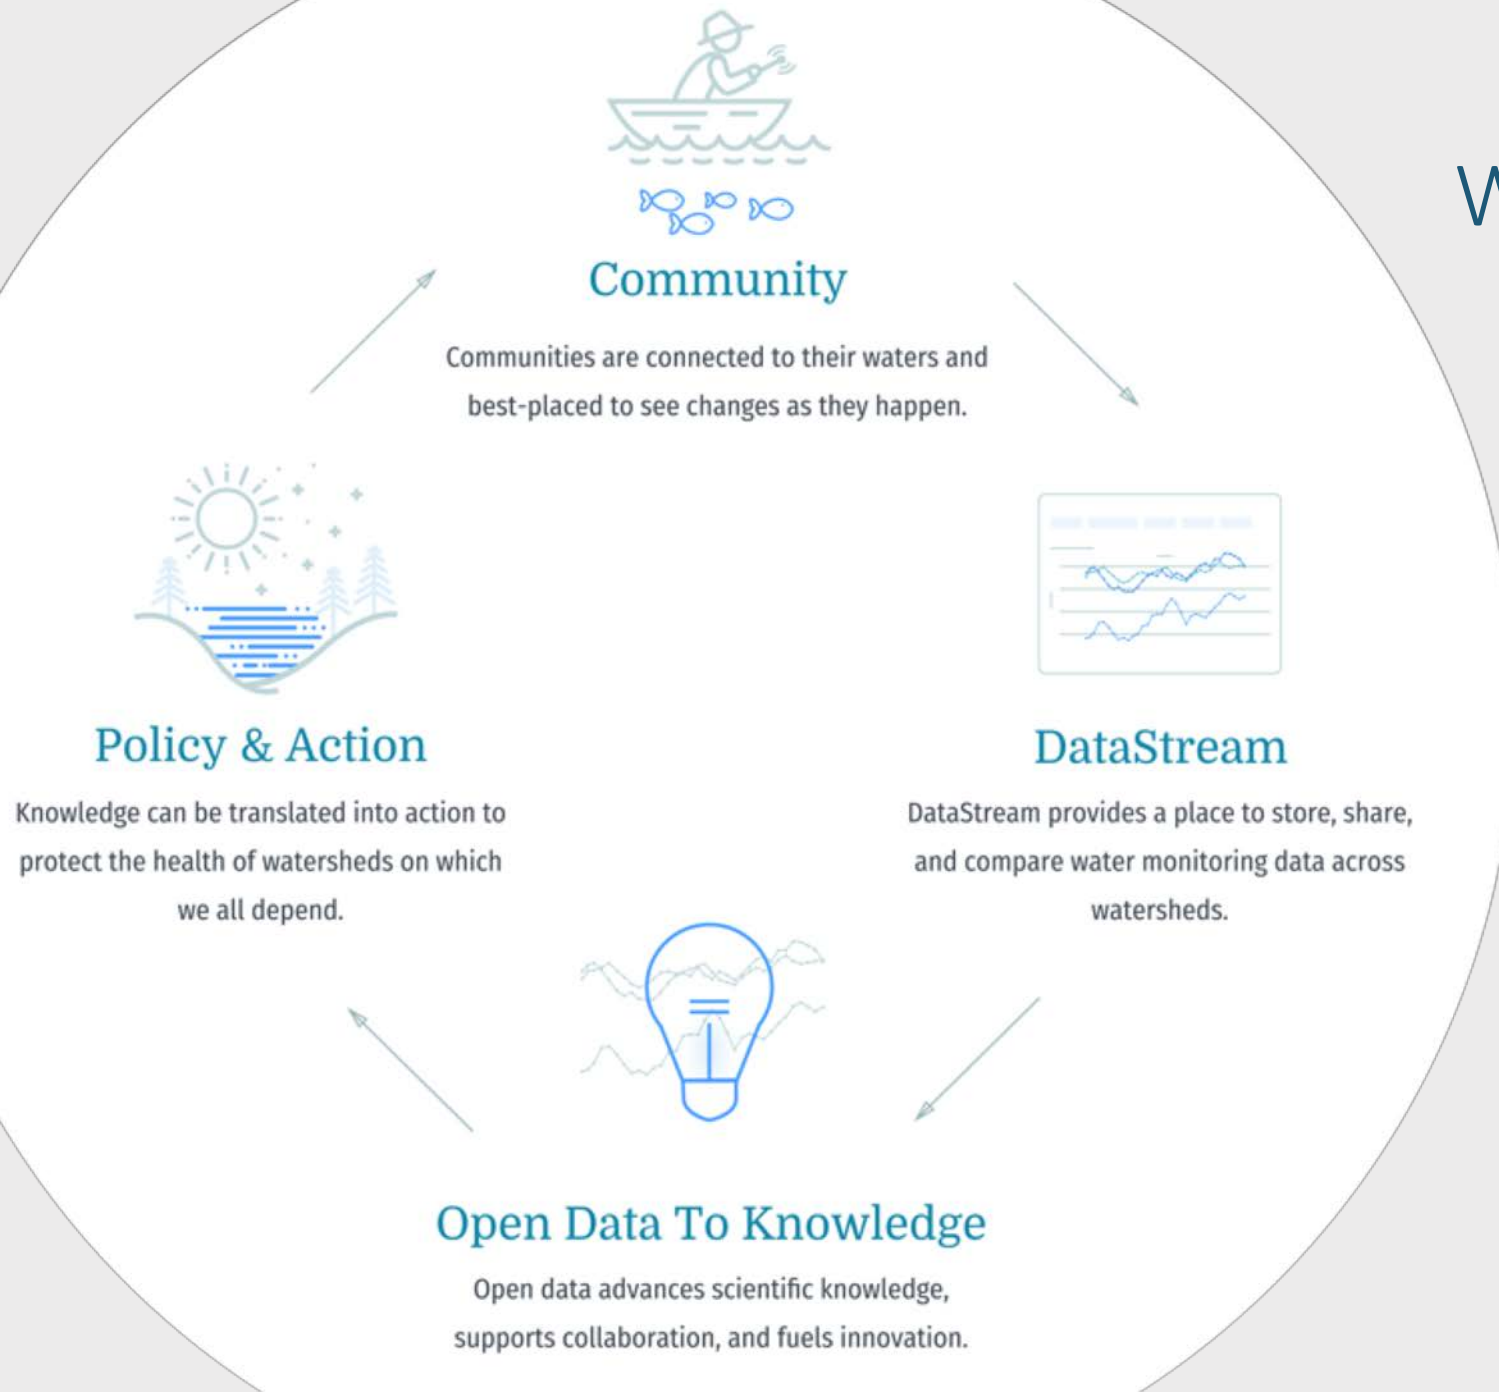 Community
Communities are connected to their waters and
best-placed to see changes as they happen.
Policy & Action
Knowledge can be translated into action to
protect the health of watersheds on which
we all depend.
DataStream
DataStream provides a place to store, share,
and compare water monitoring data across
watersheds.
Open Data To Knowledge
Open data advances scientific knowledge,
supports collaboration, and fuels innovation.